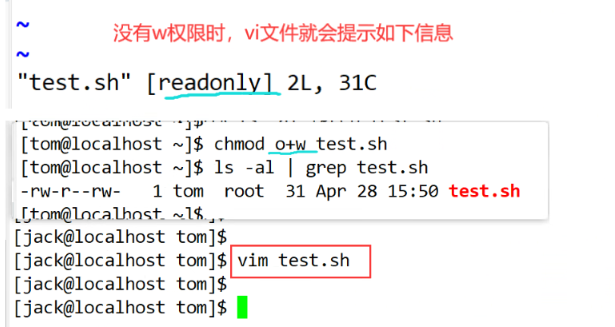 ~
没有w权限时，vi文件就会提示如下信息
~
"test.sh" [readonly] 2L, 31C
[tom@localhost ~]$ chmod o+w test.sh
[tom@localhost ~]$ ls -al | grep test.sh
-rw-r--rw-   1 tom  root  31 Apr 28 15:50 test.sh
[tom@localhost ~]$
[jack@localhost tom]$
[jack@localhost tom]$ vim test.sh
[jack@localhost tom]$
[jack@localhost tom]$